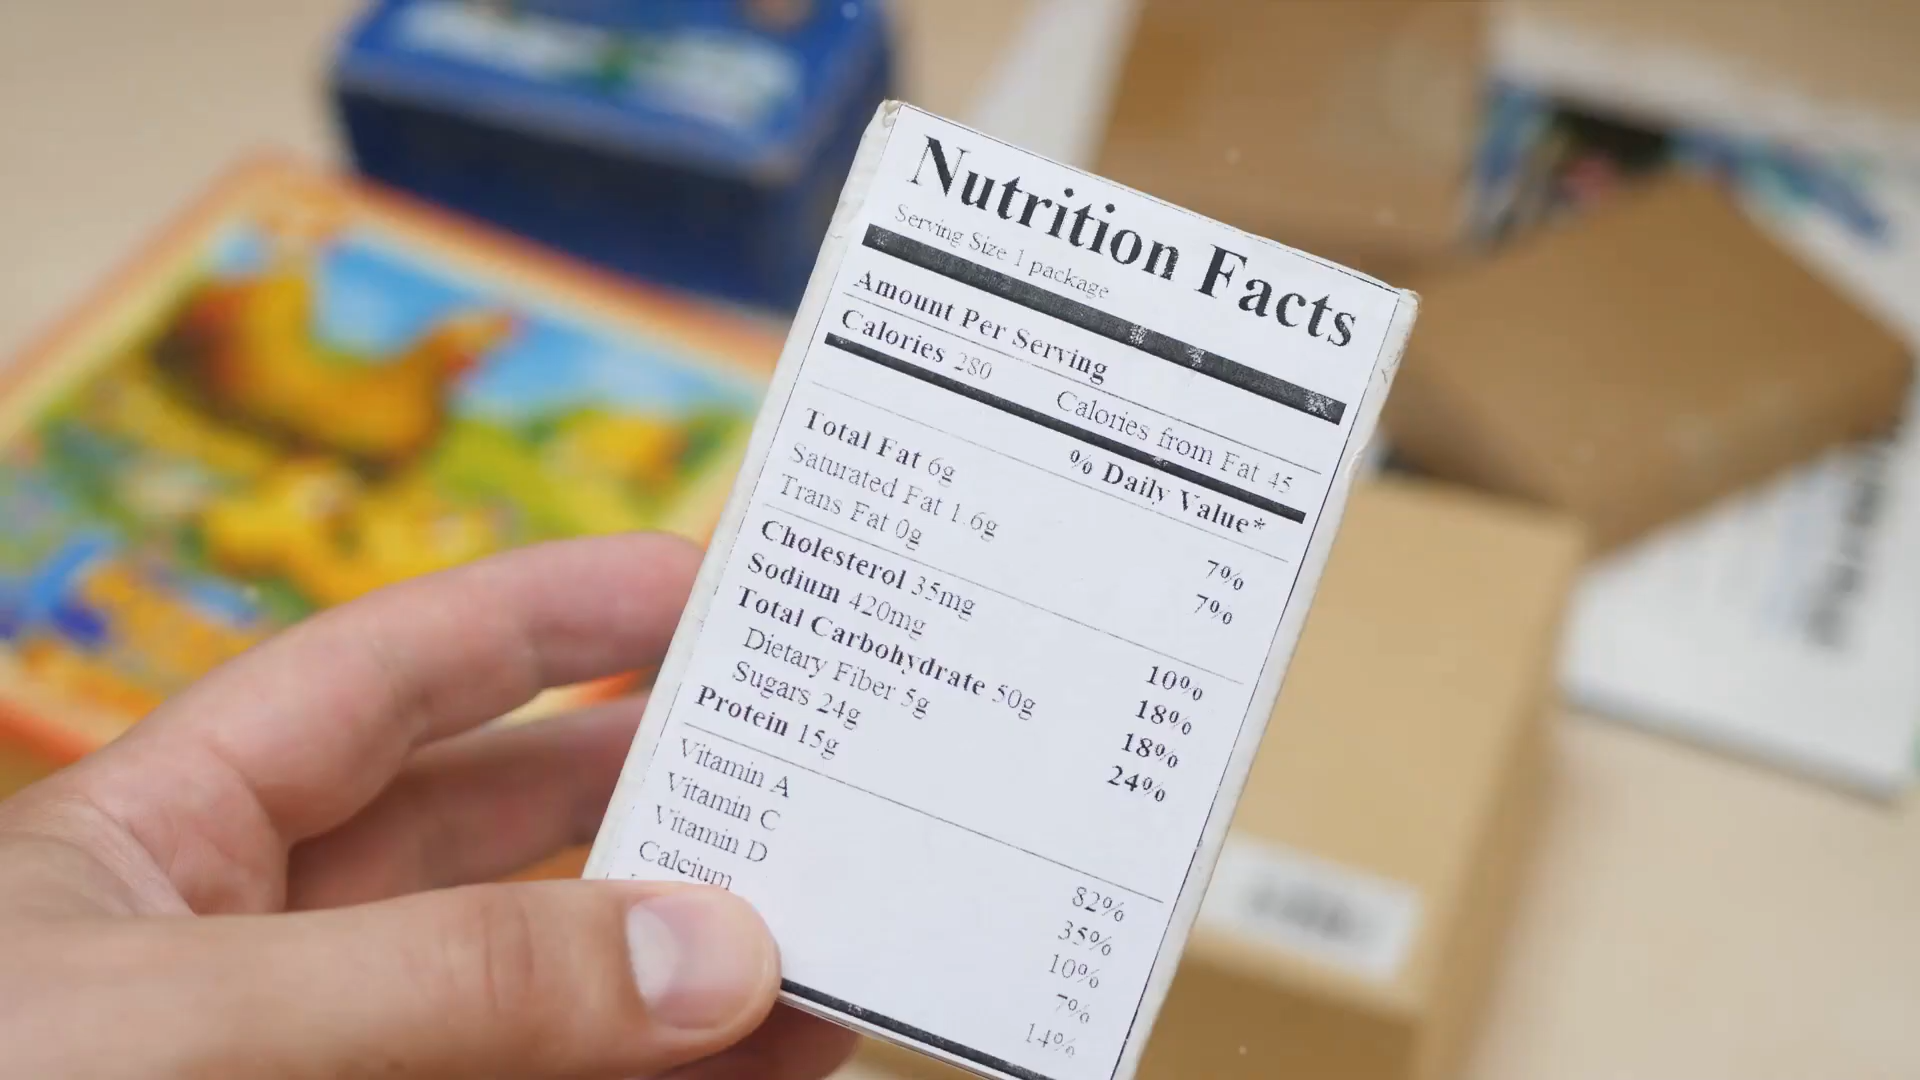 Nutrition Facts
Serving Size 1 package
Amount Per Serving
Calories 280 Calories from Fat 45
% Daily Value*
Total Fat 6g 7%
Saturated Fat 1.6g 7%
Trans Fat 0g
Cholesterol 35mg 10%
Sodium 420mg 18%
Total Carbohydrate 50g 18%
Dietary Fiber 5g 24%
Sugars 24g
Protein 15g
Vitamin A 82%
Vitamin C 35%
Vitamin D 10%
Calcium 7%
14%